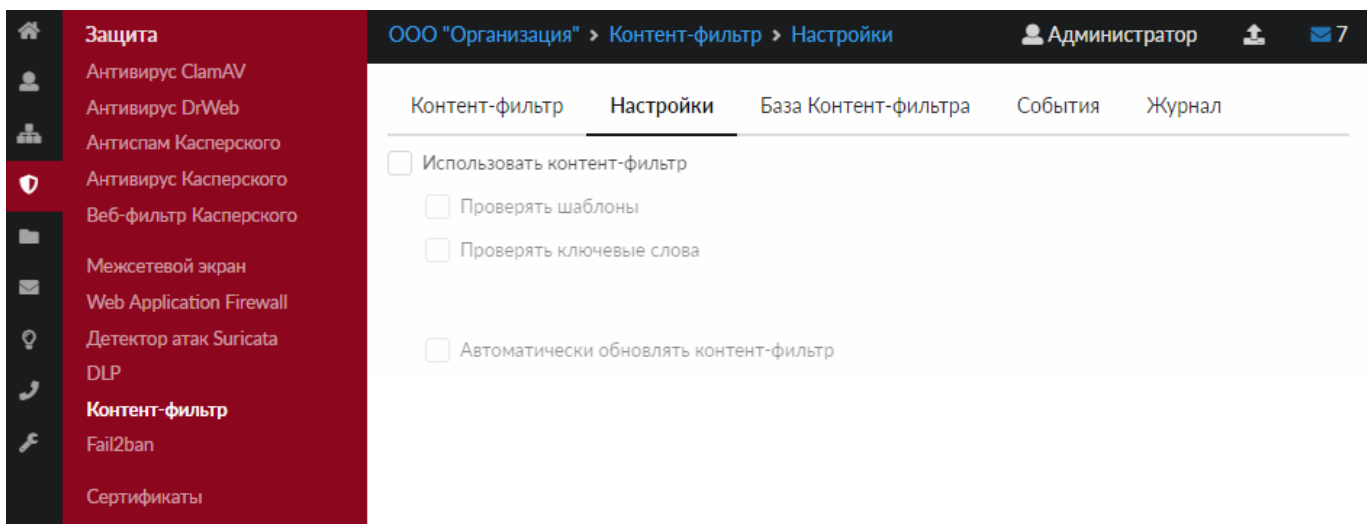 Защита
Антивирус ClamAV
Антивирус DrWeb
Антиспам Касперского
Антивирус Касперского
Веб-фильтр Касперского
Межсетевой экран
Web Application Firewall
Детектор атак Suricata
DLP
Контент-фильтр
Fail2ban
Сертификаты
ООО "Организация" > Контент-фильтр > Настройки
Администратор
7
Контент-фильтр Настройки База Контент-фильтра События Журнал
Использовать контент-фильтр
Проверять шаблоны
Проверять ключевые слова
Автоматически обновлять контент-фильтр